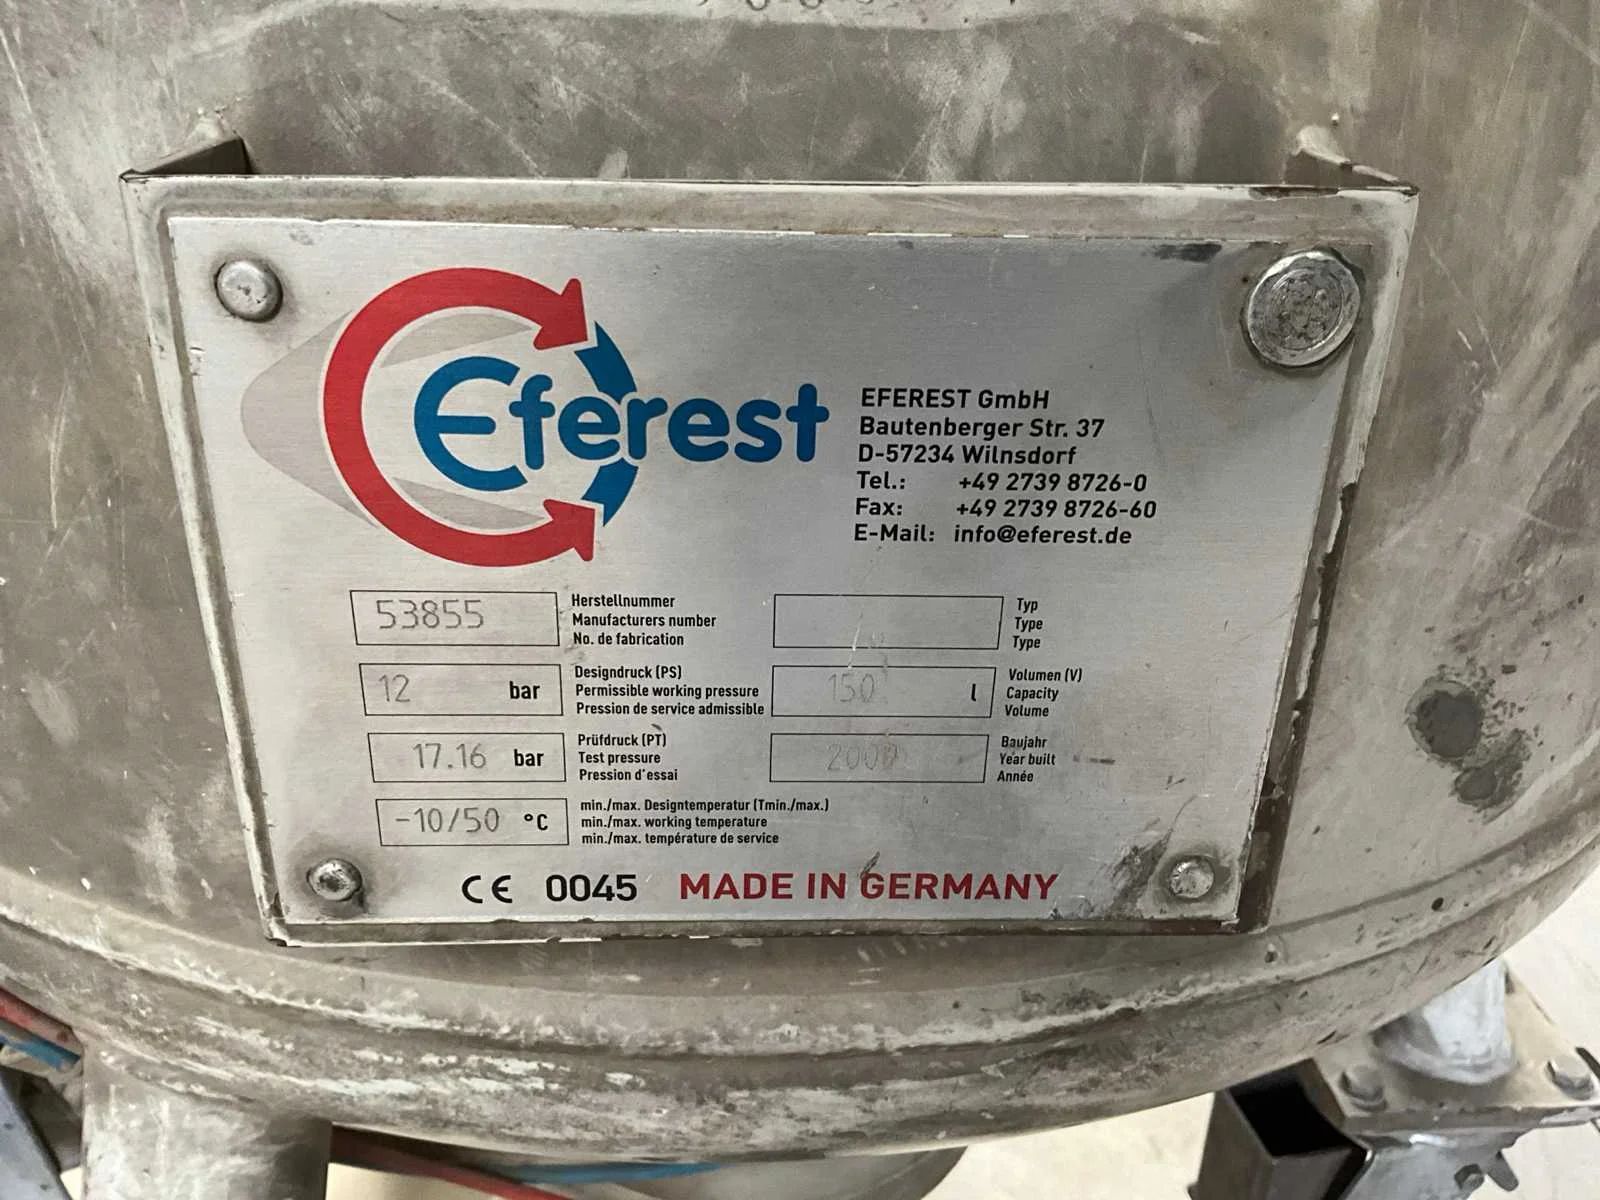 Eferest
EFEREST GmbH
Bautenberger Str. 37
D-57234 Wilnsdorf
Tel.: +49 2739 8726-0
Fax: +49 2739 8726-60
E-Mail: info@eferest.de
53855 Herstellnummer
Manufacturers number
No. de fabrication
Typ
Type
Type
12 bar Designdruck (PS)
Permissible working pressure
Pression de service admissible
150 l Volumen (V)
Capacity
Volume
17.16 bar Prüfdruck (PT)
Test pressure
Pression d'essai
Baujahr
Year built
Année
-10/50 °C min./max. Designtemperatur (Tmin./max.)
min./max. working temperature
min./max. température de service
CE 0045 MADE IN GERMANY